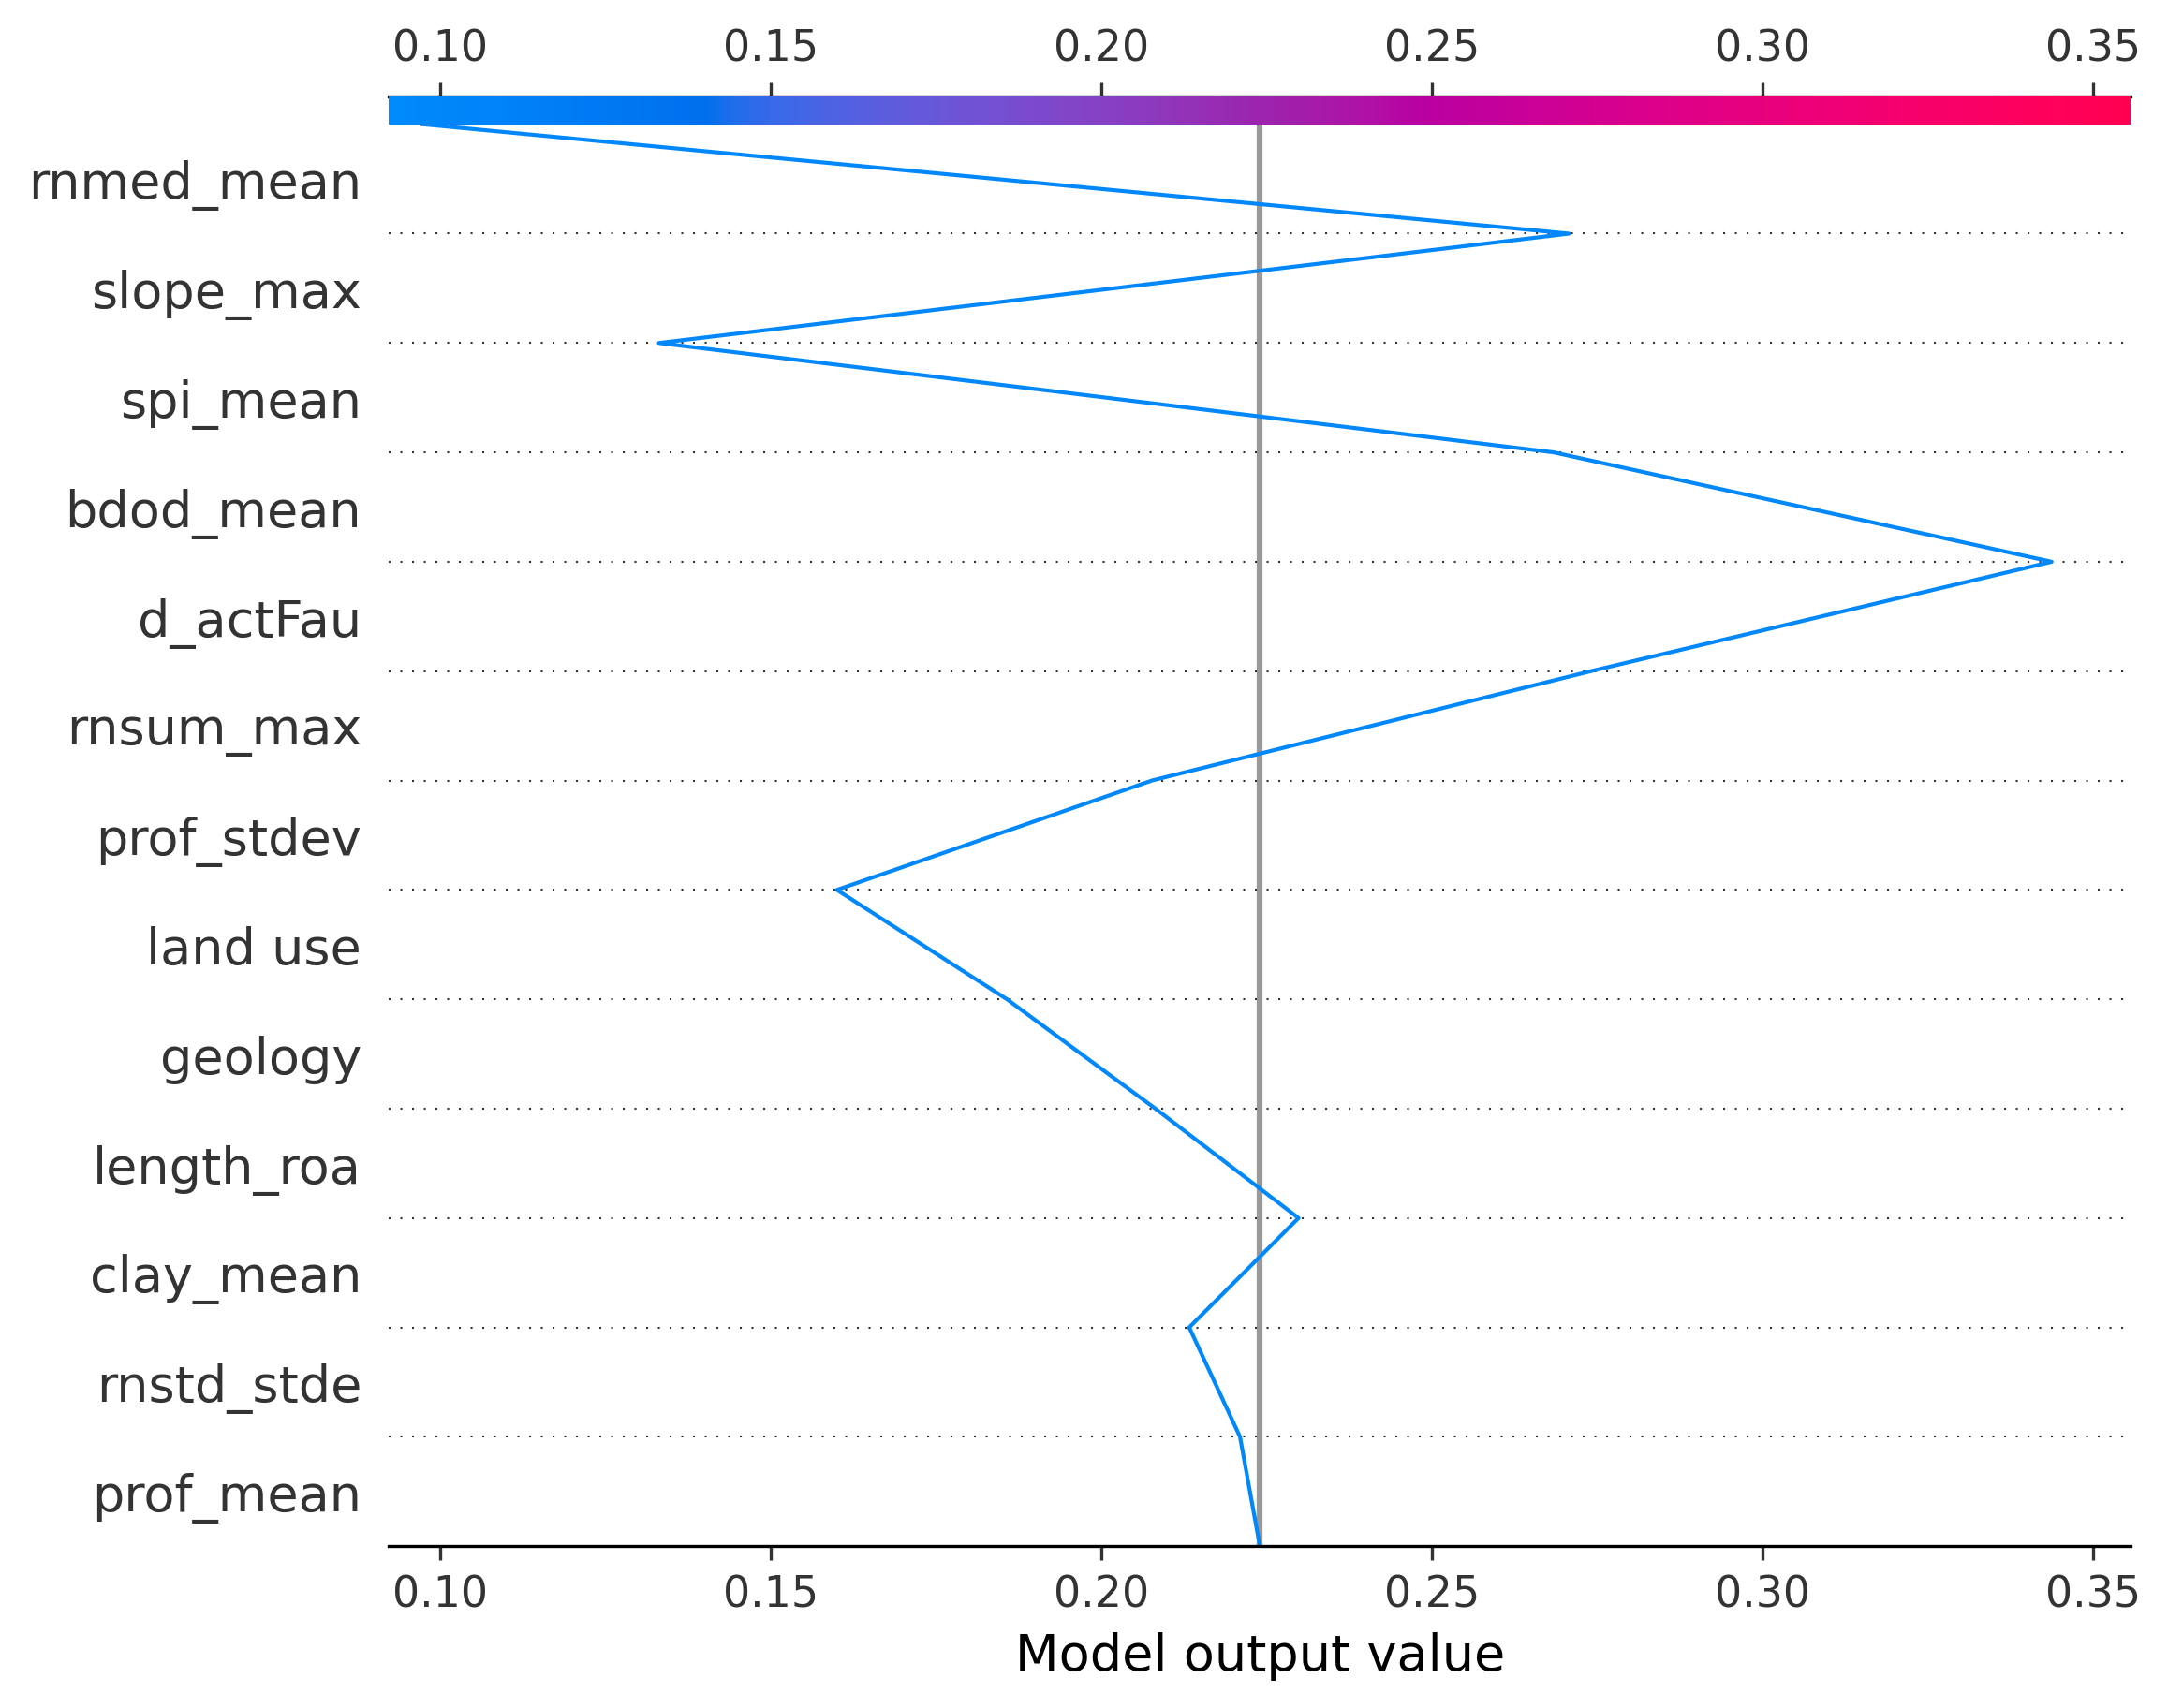 0.10 0.15 0.20 0.25 0.30 0.35
rnmed_mean
slope_max
spi_mean
bdod_mean
d_actFau
rnsum_max
prof_stdev
land use
geology
length_roa
clay_mean
rnstd_stde
prof_mean
0.10 0.15 0.20 0.25 0.30 0.35
Model output value